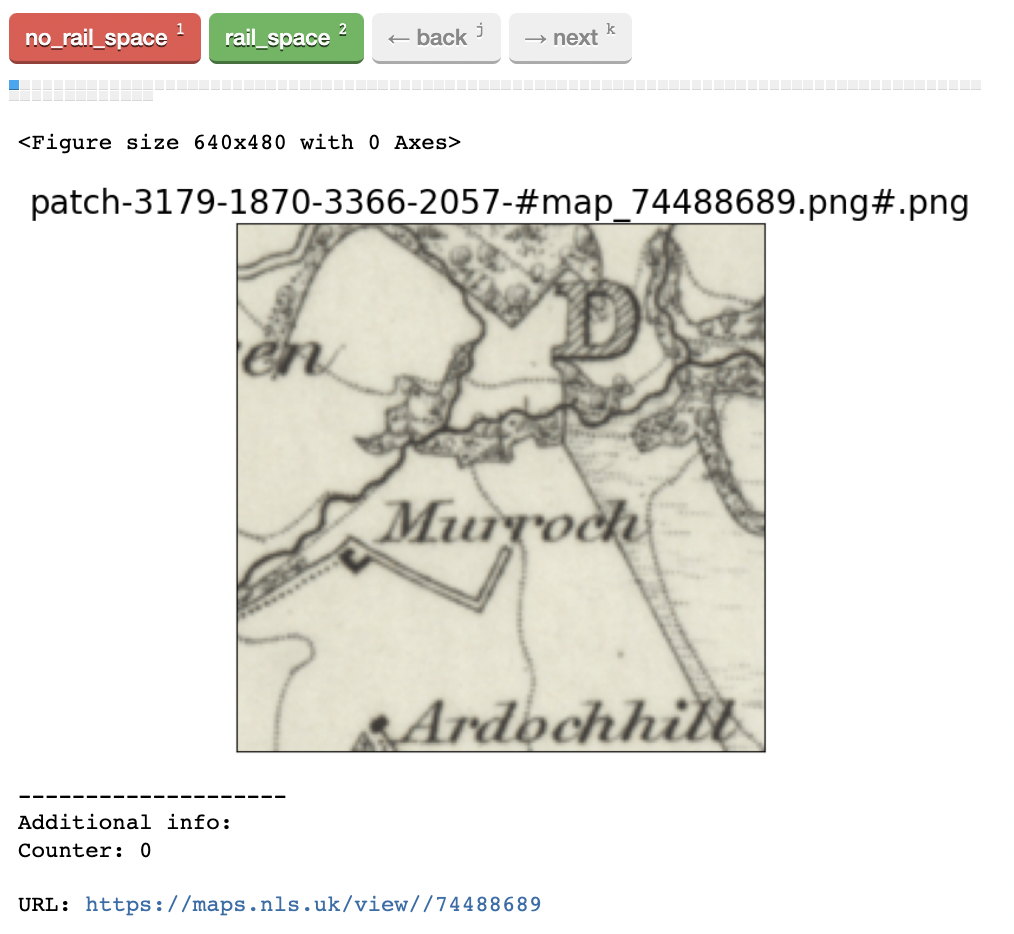 no_rail_space 1 rail_space 2 ← back j → next k
<Figure size 640x480 with 0 Axes>
patch-3179-1870-3366-2057-#map_74488689.png#.png
D
en
Murroch
Ardochhill
--------------------
Additional info:
Counter: 0
URL: https://maps.nls.uk/view//74488689